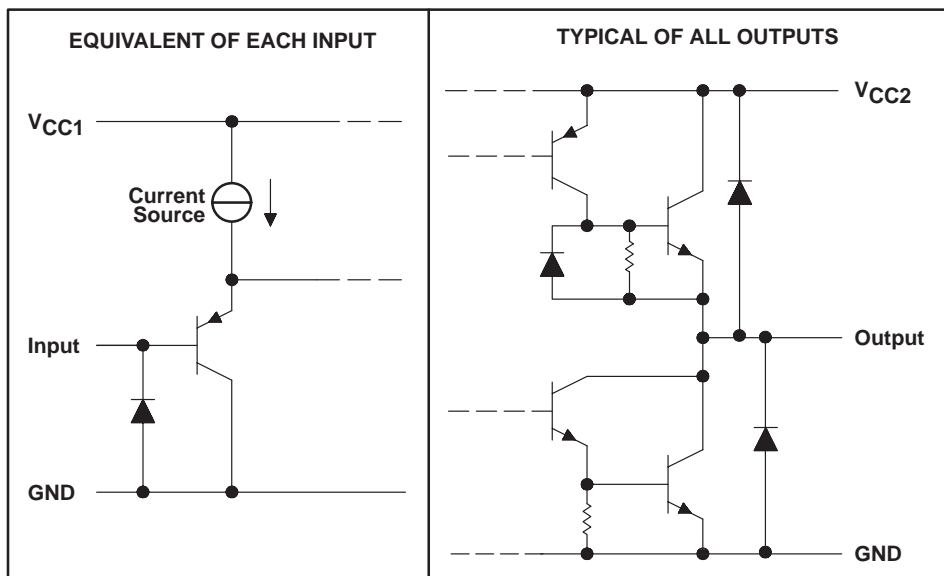 EQUIVALENT OF EACH INPUT
VCC1
Current
Source
Input
GND
TYPICAL OF ALL OUTPUTS
VCC2
Output
GND